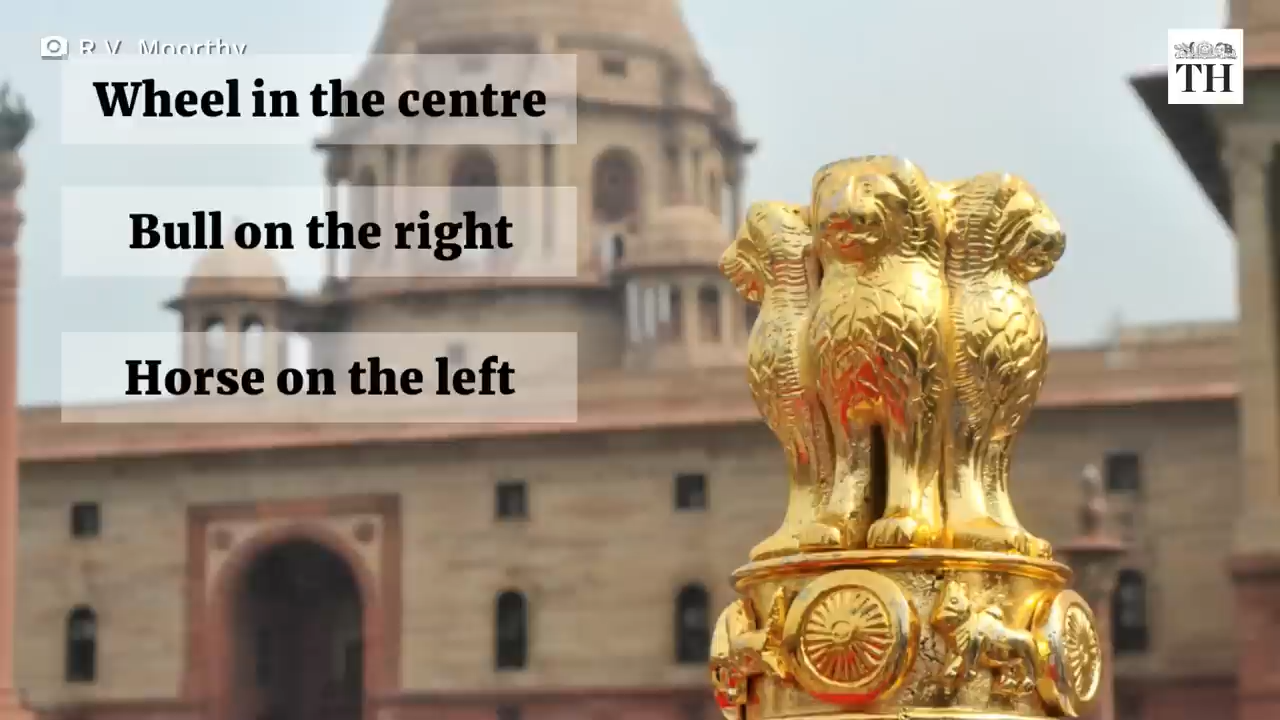 R.V. Moorthy
TH
Wheel in the centre
Bull on the right
Horse on the left